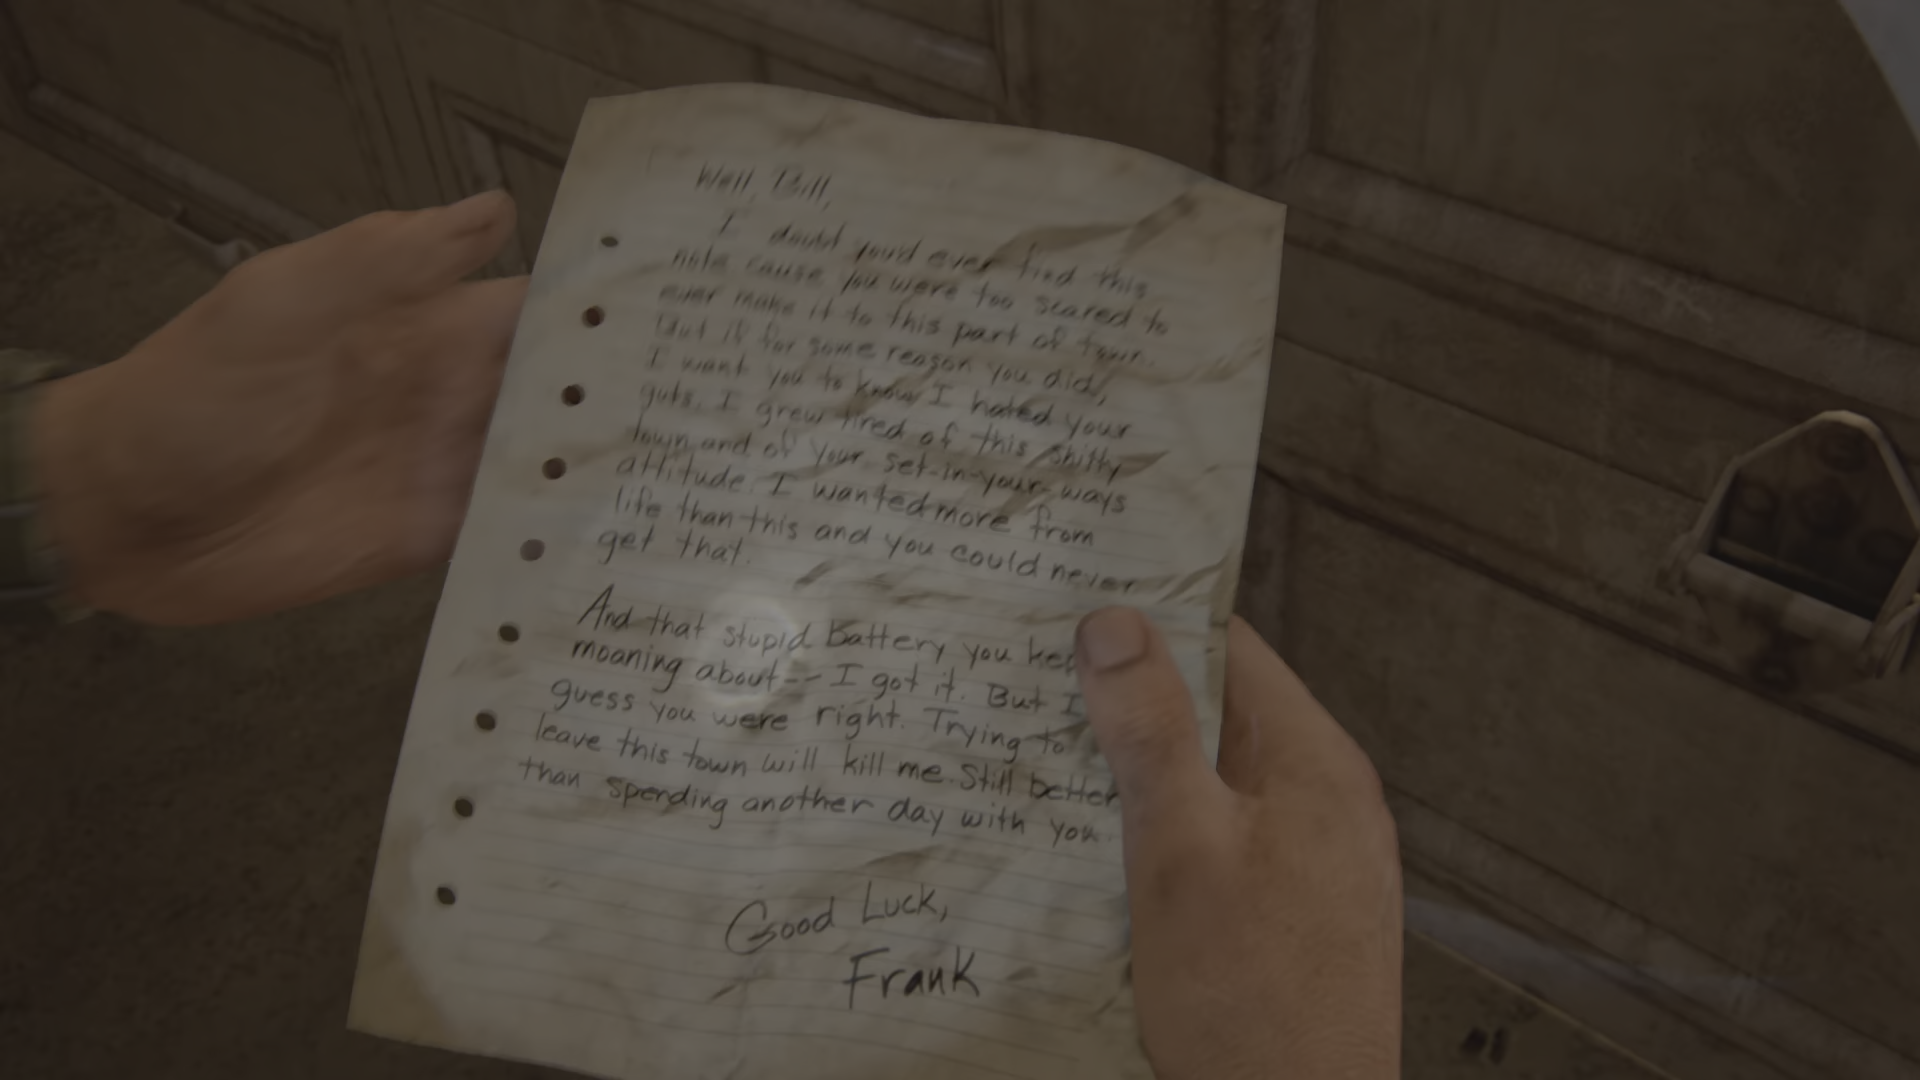 Well, Bill,
I doubt you'd ever find this
note cause you were too scared to
ever make it to this part of town.
But if for some reason you did,
I want you to know I hated your
guts. I grew tired of this shitty
town and of your set-in-your-ways
attitude. I wanted more from
life than this and you could never
get that.
And that stupid battery you kep
moaning about -- I got it. But I
guess you were right. Trying to
leave this town will kill me. Still better
than spending another day with you.
Good Luck,
Frank